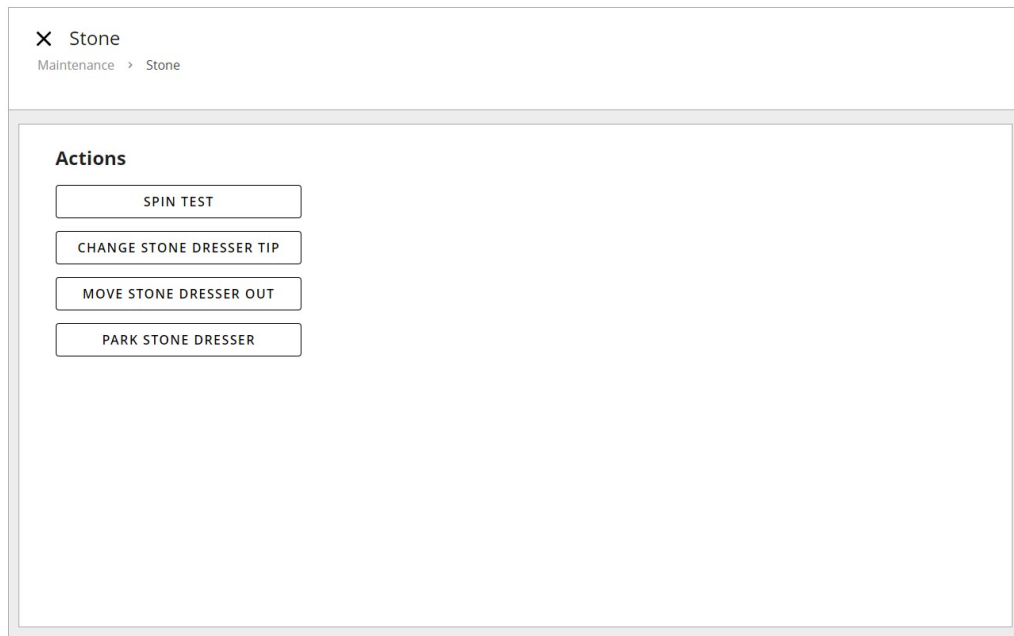 Stone
Maintenance > Stone
Actions
SPIN TEST
CHANGE STONE DRESSER TIP
MOVE STONE DRESSER OUT
PARK STONE DRESSER